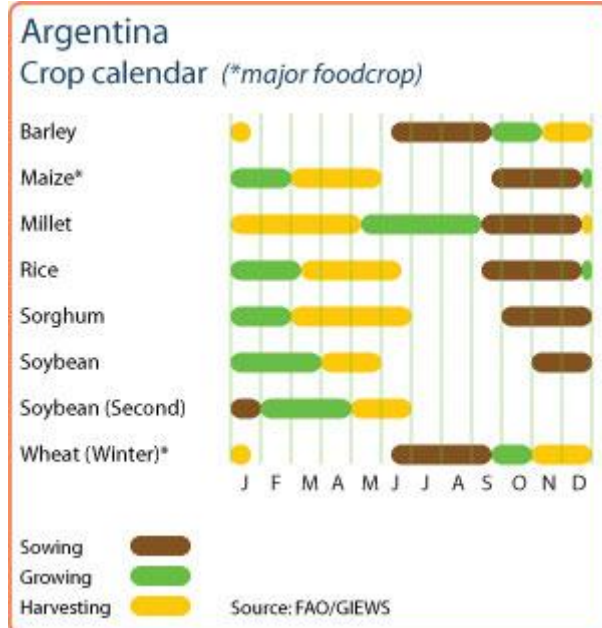 Argentina
Crop calendar (*major foodcrop)
Barley
Maize*
Millet
Rice
Sorghum
Soybean
Soybean (Second)
Wheat (Winter)*
J F M A M J J A S O N D
Sowing
Growing
Harvesting
Source: FAO/GIEWS